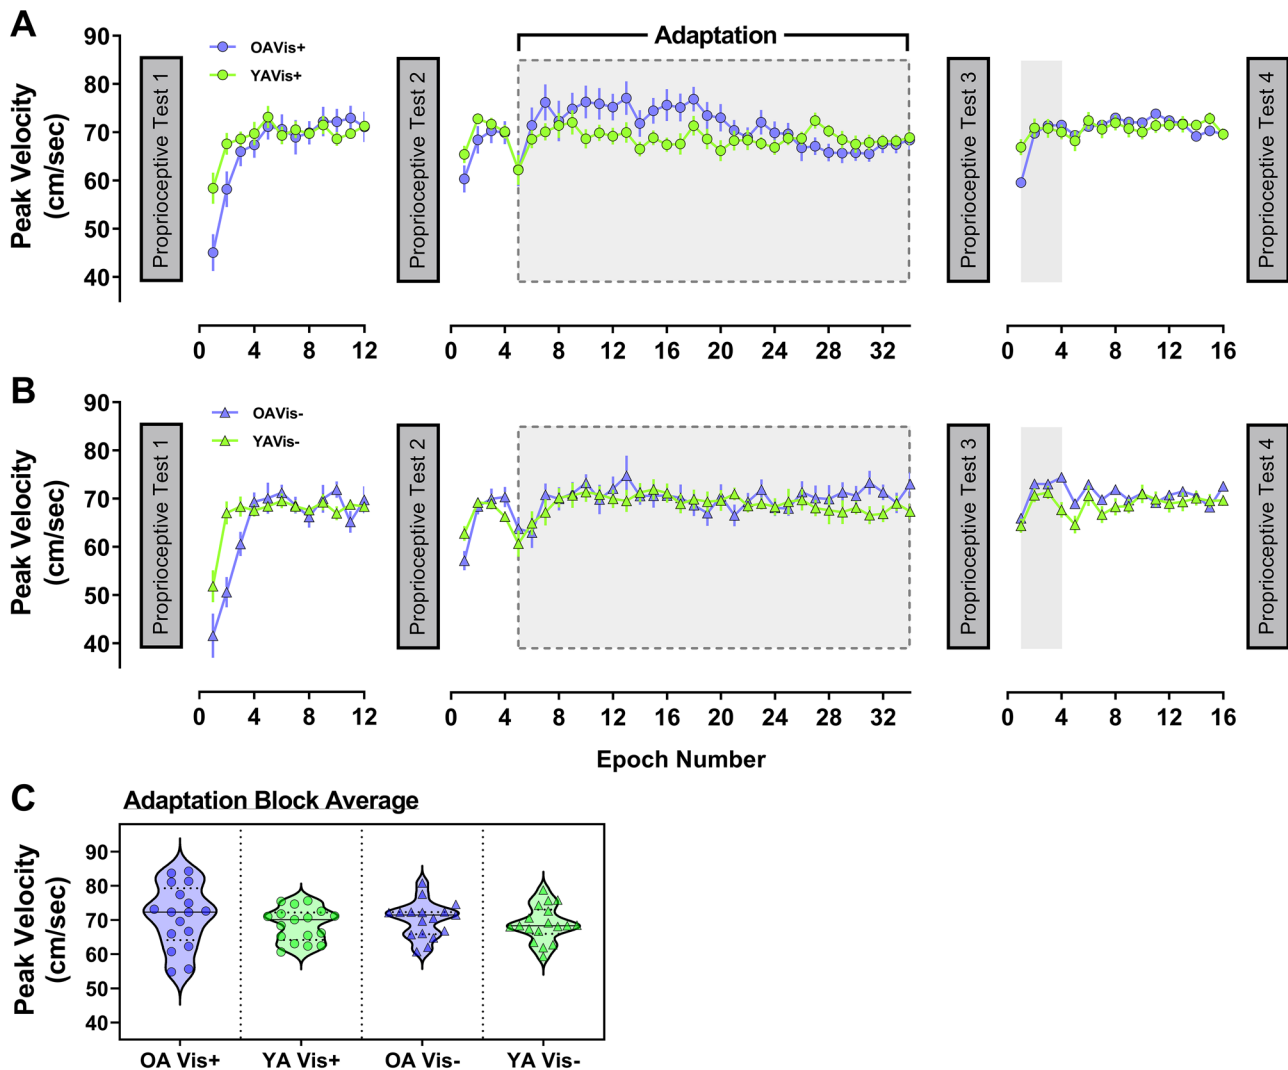 A
Adaptation
OAVis+
YAVis+
Peak Velocity
(cm/sec)
90
80
70
60
50
40
Proprioceptive Test 1
Proprioceptive Test 2
Proprioceptive Test 3
Proprioceptive Test 4
0 4 8 12
0 4 8 12 16 20 24 28 32
0 4 8 12 16
B
OAVis-
YAVis-
Peak Velocity
(cm/sec)
90
80
70
60
50
40
Proprioceptive Test 1
Proprioceptive Test 2
Proprioceptive Test 3
Proprioceptive Test 4
0 4 8 12
0 4 8 12 16 20 24 28 32
0 4 8 12 16
Epoch Number
C
Adaptation Block Average
Peak Velocity
(cm/sec)
90
80
70
60
50
40
OA Vis+
YA Vis+
OA Vis-
YA Vis-